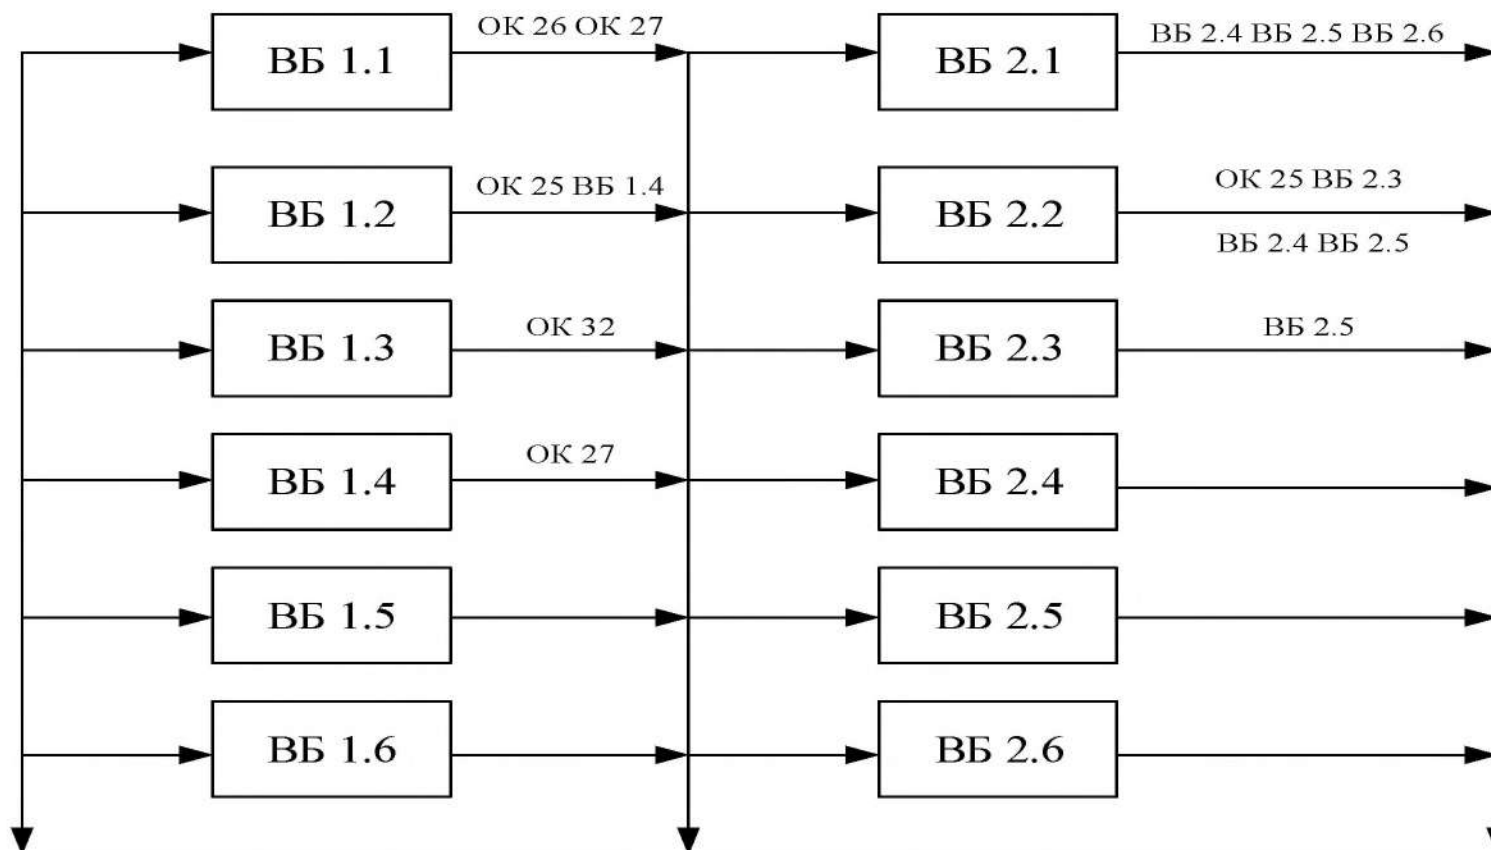 ВБ 1.1
ОК 26 ОК 27
ВБ 2.1
ВБ 2.4 ВБ 2.5 ВБ 2.6
ВБ 1.2
ОК 25 ВБ 1.4
ВБ 2.2
ОК 25 ВБ 2.3
ВБ 2.4 ВБ 2.5
ВБ 1.3
ОК 32
ВБ 2.3
ВБ 2.5
ВБ 1.4
ОК 27
ВБ 2.4
ВБ 1.5
ВБ 2.5
ВБ 1.6
ВБ 2.6